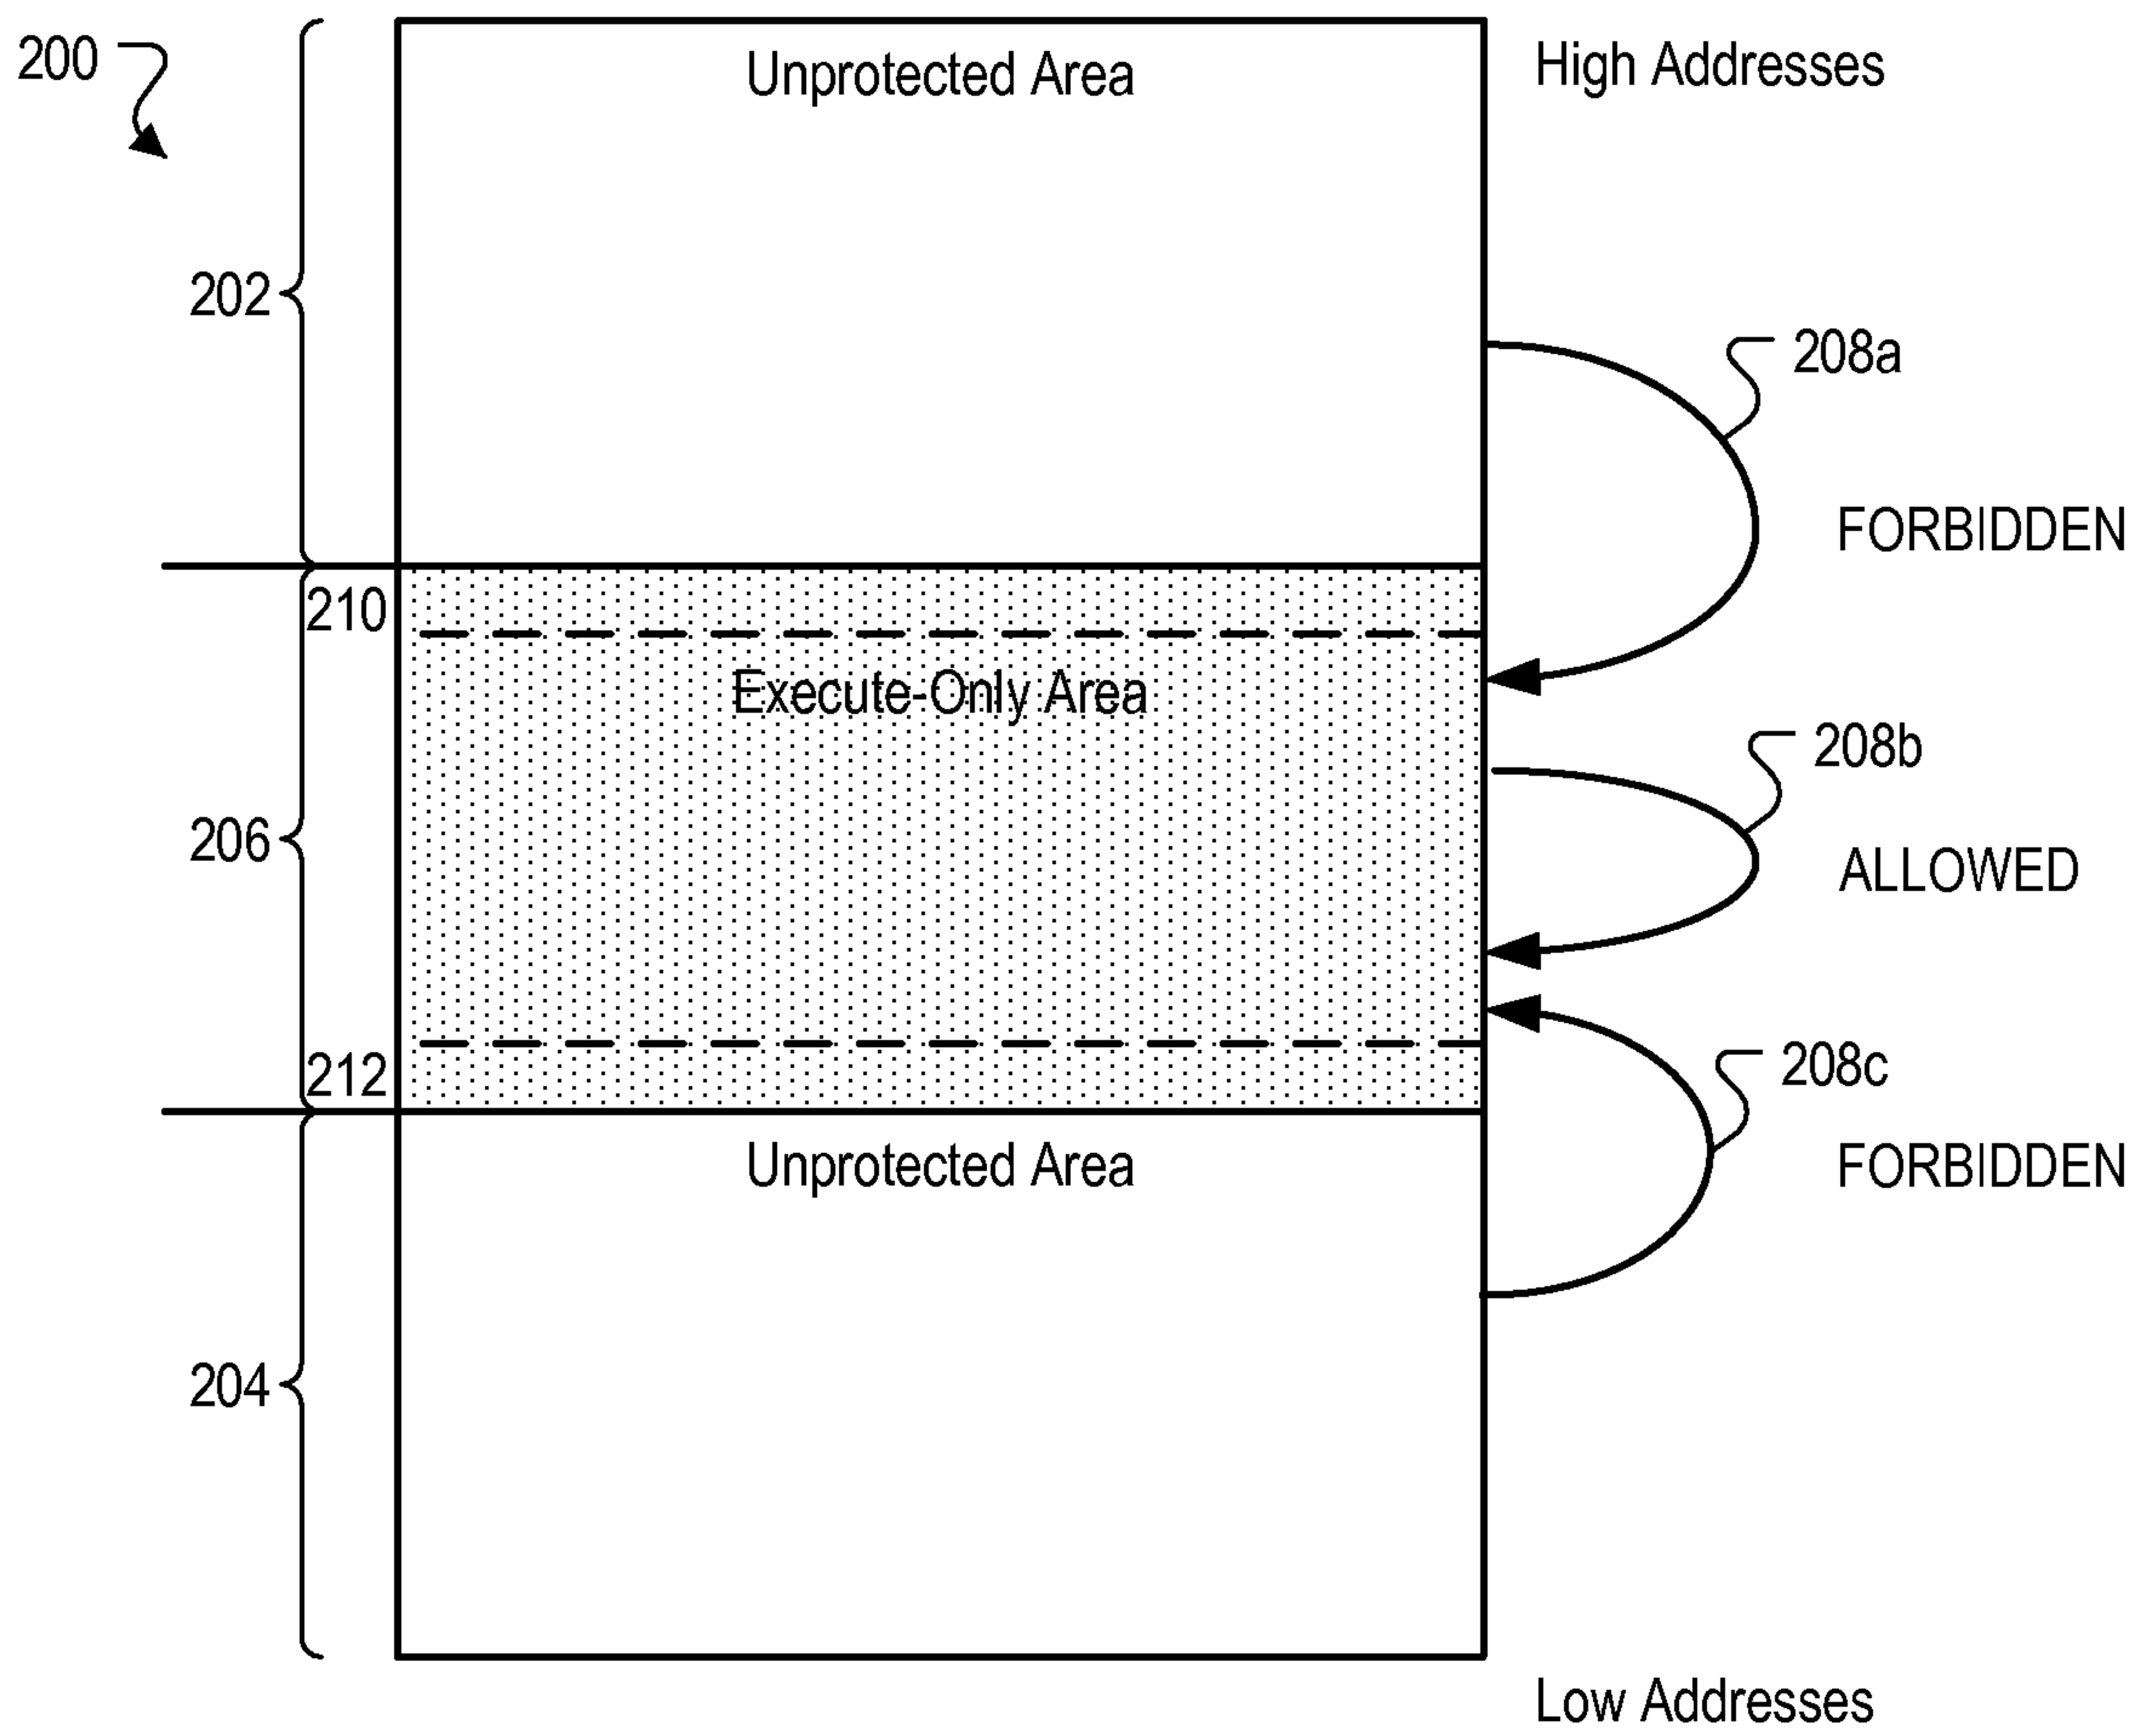 200
Unprotected Area
High Addresses
202
208a
FORBIDDEN
210
Execute-Only Area
208b
206
ALLOWED
212
208c
Unprotected Area
FORBIDDEN
204
Low Addresses